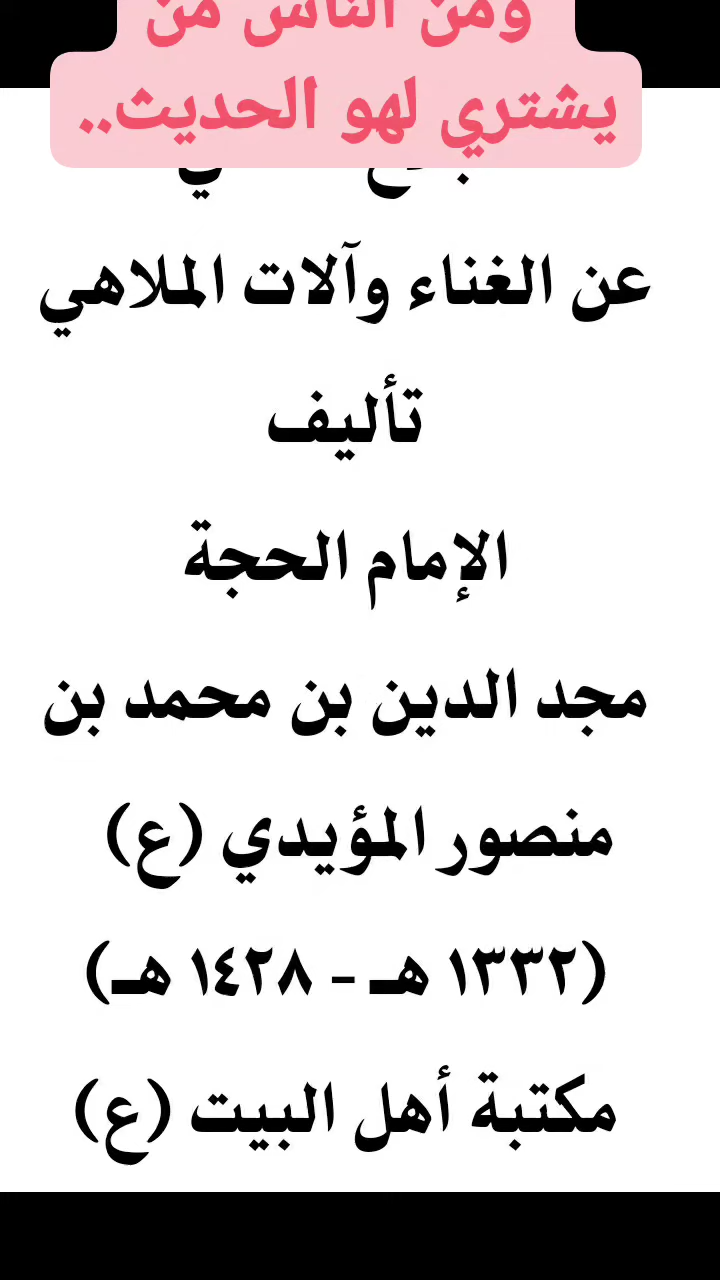 ومن الناس من
يشتري لهو الحديث..
عن الغناء وآلات الملاهي
تأليف
الإمام الحجة
مجد الدين بن محمد بن
منصور المؤيدي (ع)
(١٣٣٢ هـ - ١٤٢٨ هـ)
مكتبة أهل البيت (ع)